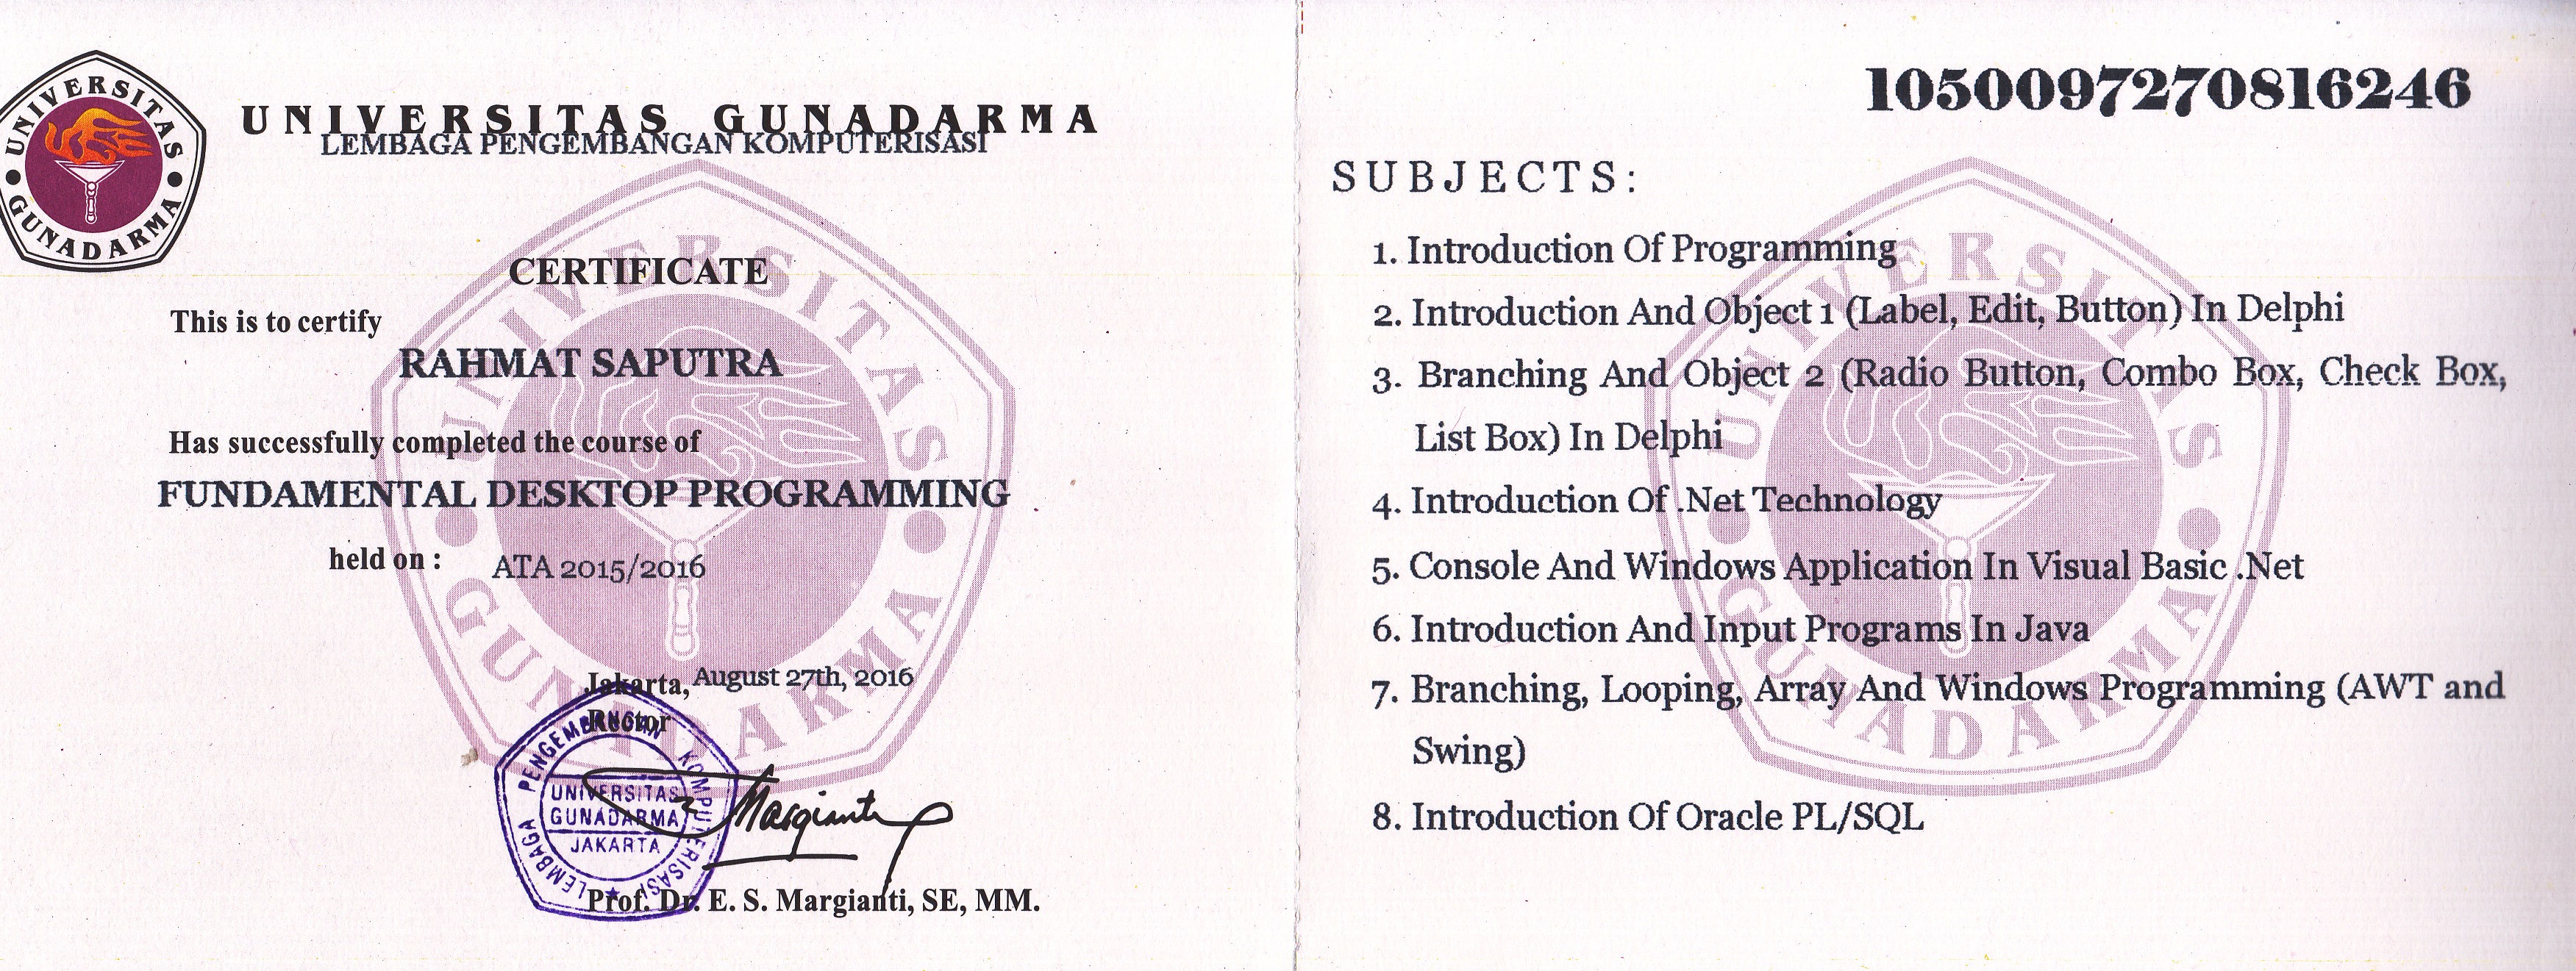 UNIVERSITAS GUNADARMA
UNIVERSITAS GUNADARMA
LEMBAGA PENGEMBANGAN KOMPUTERISASI
CERTIFICATE
This is to certify
RAHMAT SAPUTRA
Has successfully completed the course of
FUNDAMENTAL DESKTOP PROGRAMMING
held on :
ATA 2015/2016
Jakarta, August 27th, 2016
Rector
LEMBAGA PENGEMBANGAN KOMPUTERISASI
UNIVERSITAS
GUNADARMA
JAKARTA
Margianti
Prof. Dr. E. S. Margianti, SE, MM.
UNIVERSITAS GUNADARMA
1050097270816246
SUBJECTS:
1. Introduction Of Programming
2. Introduction And Object 1 (Label, Edit, Button) In Delphi
3. Branching And Object 2 (Radio Button, Combo Box, Check Box,
List Box) In Delphi
4. Introduction Of .Net Technology
5. Console And Windows Application In Visual Basic .Net
6. Introduction And Input Programs In Java
7. Branching, Looping, Array And Windows Programming (AWT and
Swing)
8. Introduction Of Oracle PL/SQL
UNIVERSITAS GUNADARMA